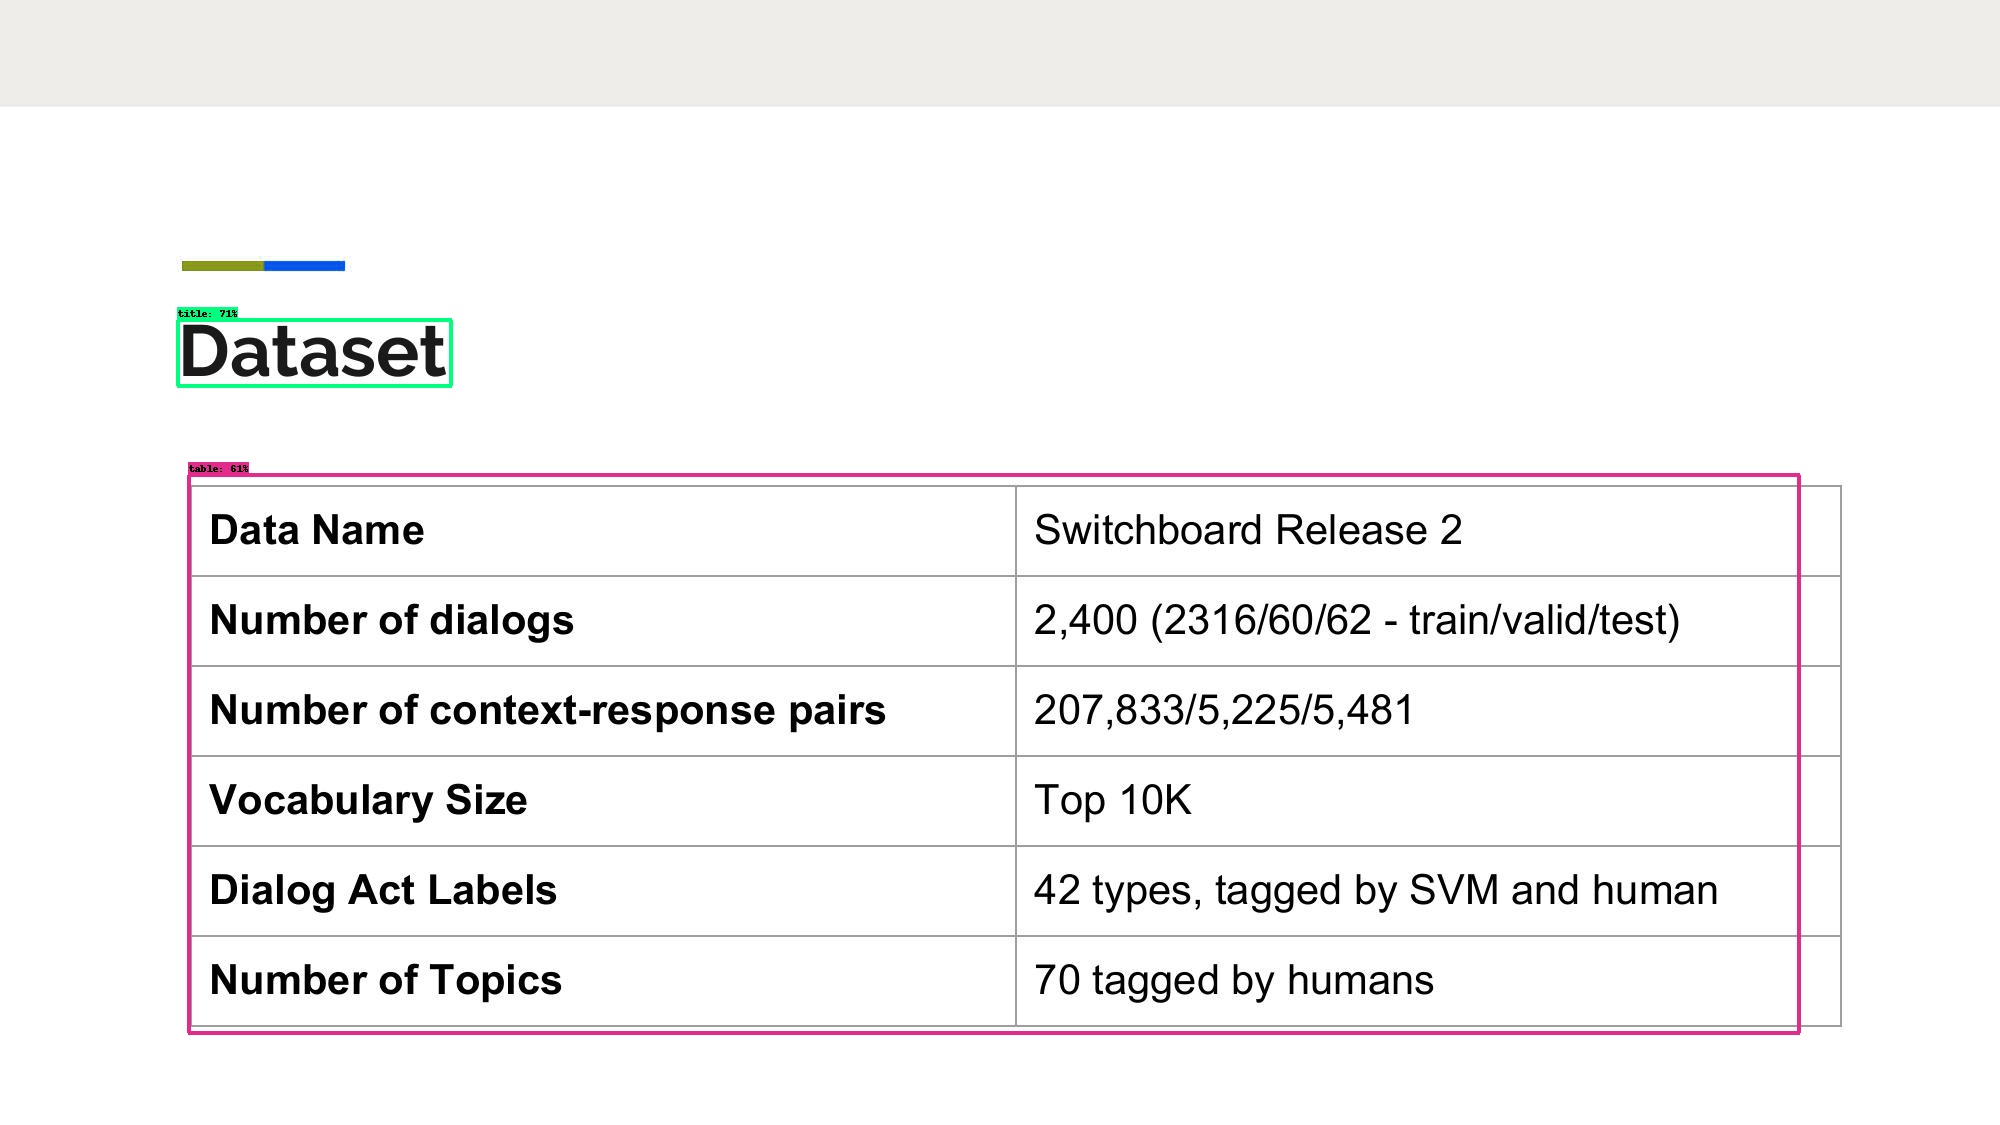 title: 71%
Dataset
table: 61%
Data Name Switchboard Release 2
Number of dialogs 2,400 (2316/60/62 - train/valid/test)
Number of context-response pairs 207,833/5,225/5,481
Vocabulary Size Top 10K
Dialog Act Labels 42 types, tagged by SVM and human
Number of Topics 70 tagged by humans